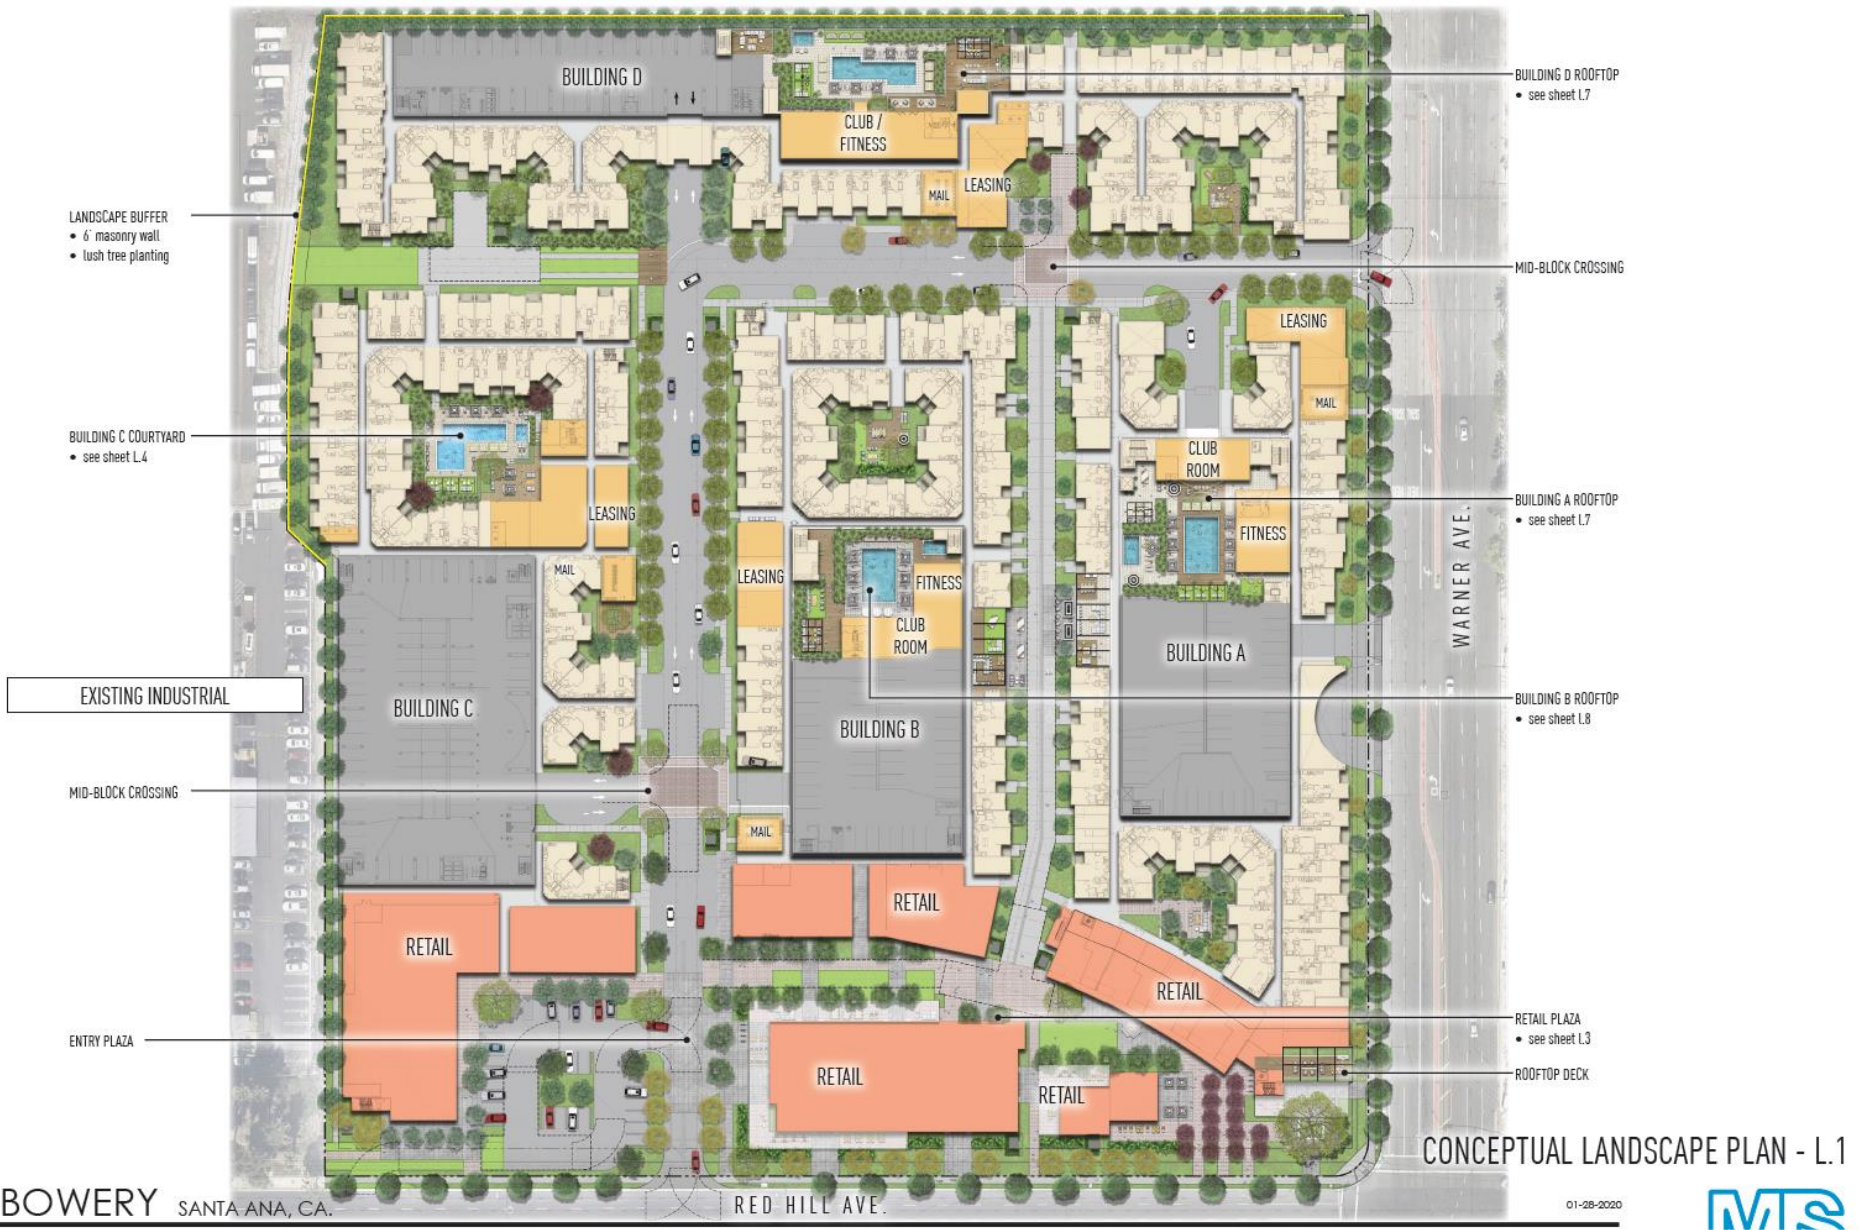 BUILDING D
CLUB /
FITNESS
MAIL
LEASING
BUILDING D ROOFTOP
• see sheet L.7
LANDSCAPE BUFFER
• 6' masonry wall
• lush tree planting
MID-BLOCK CROSSING
LEASING
MAIL
BUILDING C COURTYARD
• see sheet L.4
LEASING
CLUB
ROOM
FITNESS
BUILDING A ROOFTOP
• see sheet L.7
WARNER AVE.
MAIL
LEASING
FITNESS
CLUB
ROOM
BUILDING A
EXISTING INDUSTRIAL
BUILDING C
BUILDING B
BUILDING B ROOFTOP
• see sheet L.8
MID-BLOCK CROSSING
MAIL
RETAIL
RETAIL
RETAIL
ENTRY PLAZA
RETAIL PLAZA
• see sheet L.3
RETAIL
RETAIL
ROOFTOP DECK
CONCEPTUAL LANDSCAPE PLAN - L.1
BOWERY SANTA ANA, CA.
RED HILL AVE.
01-28-2020
MJS